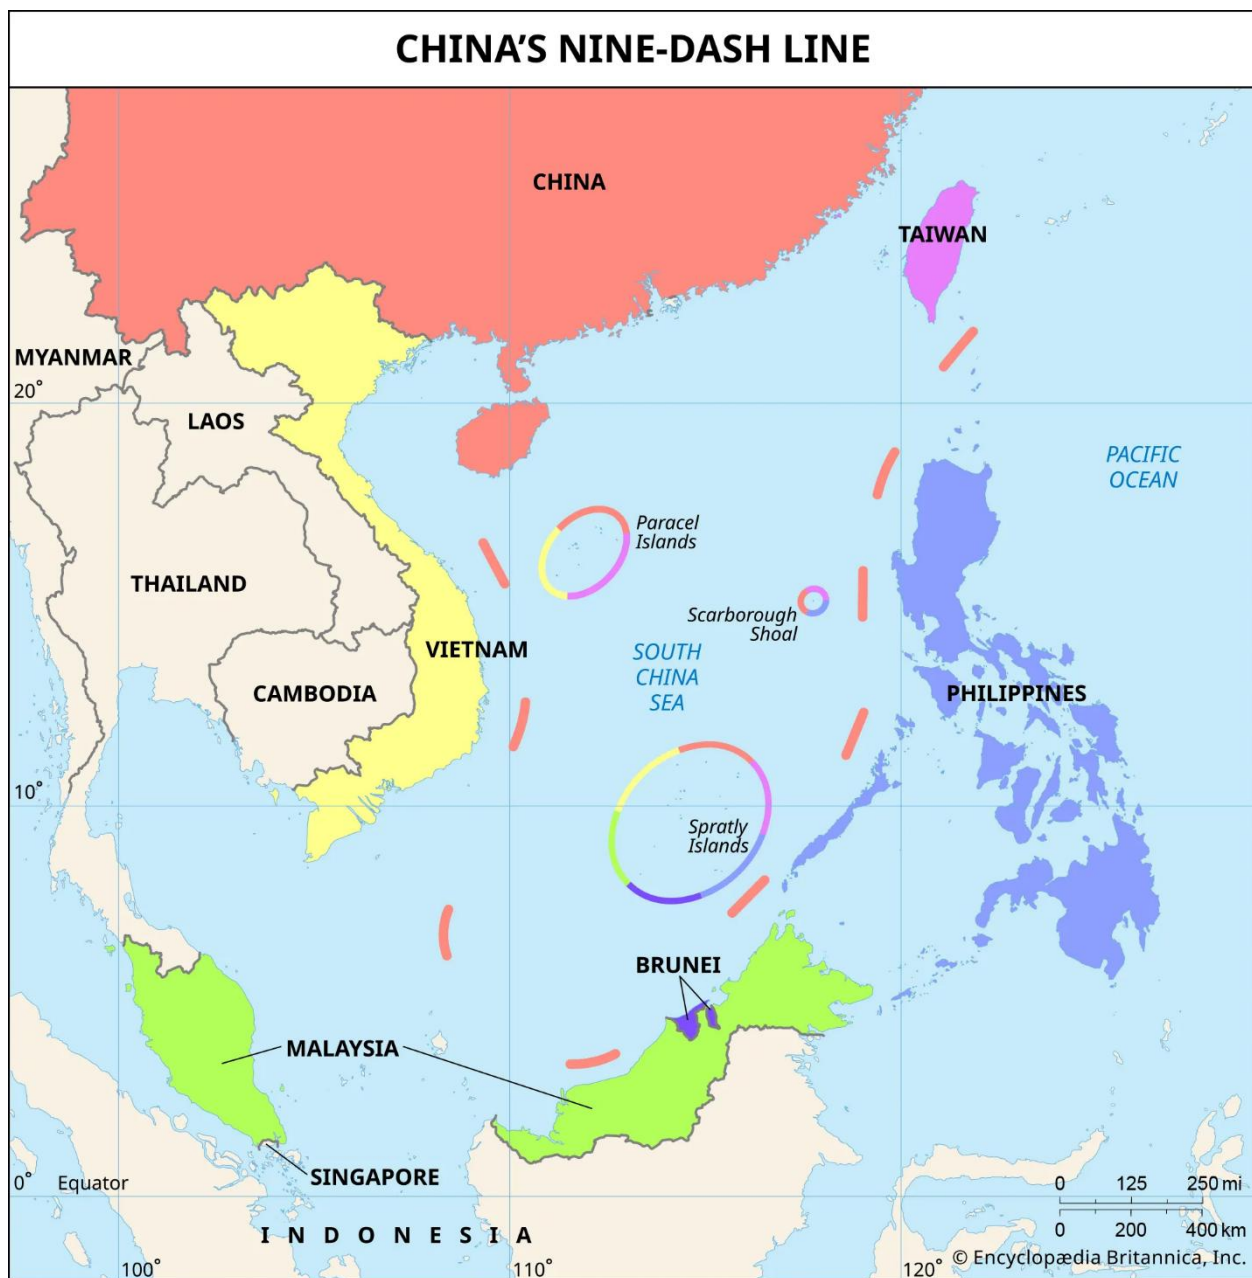 CHINA'S NINE-DASH LINE
CHINA
TAIWAN
MYANMAR
20°
LAOS
PACIFIC
OCEAN
Paracel
Islands
THAILAND
Scarborough
Shoal
VIETNAM
SOUTH
CHINA
SEA
CAMBODIA
PHILIPPINES
10°
Spratly
Islands
BRUNEI
MALAYSIA
SINGAPORE
0° Equator
0 125 250 mi
0 200 400 km
INDONESIA
© Encyclopædia Britannica, Inc.
100° 110° 120°